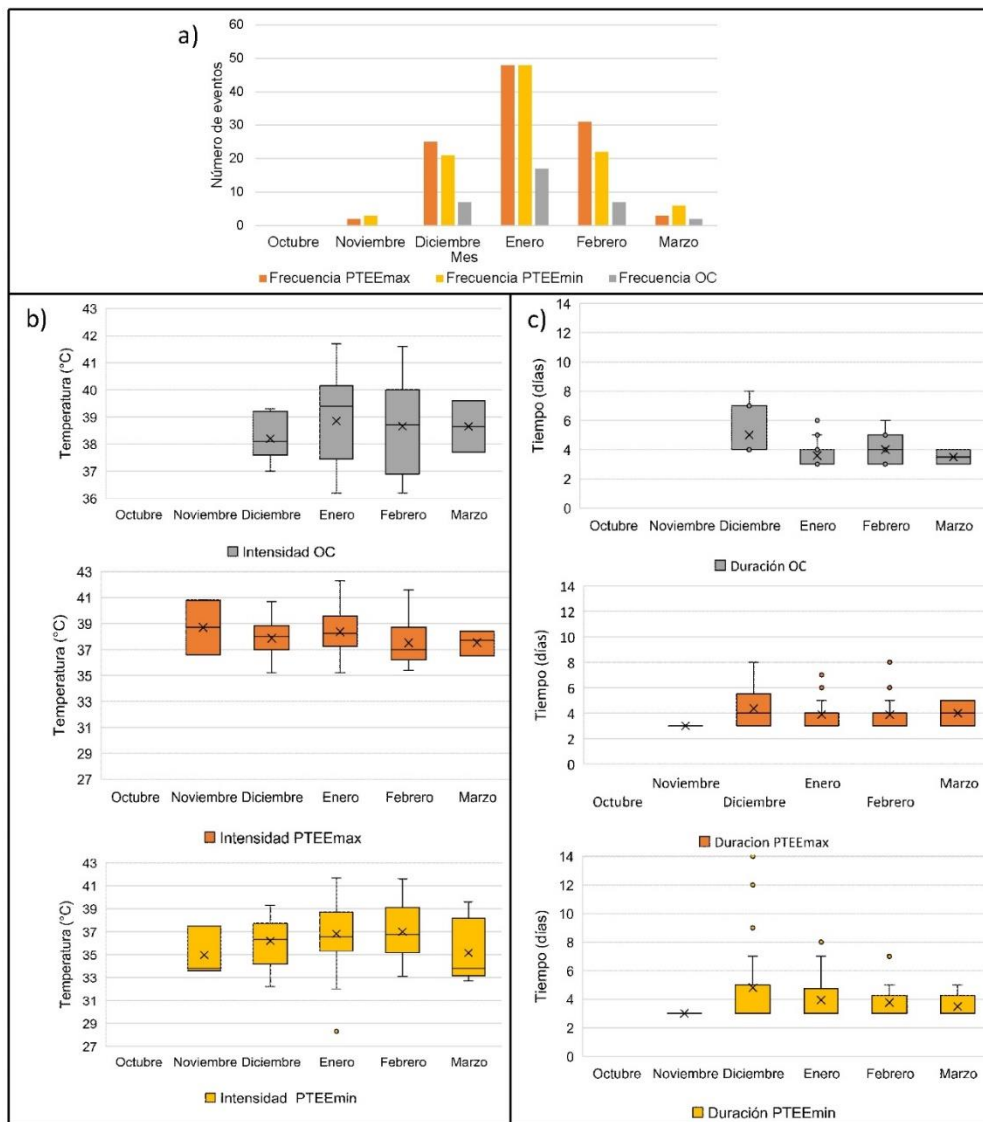 a)
Número de eventos
60
50
40
30
20
10
0
Octubre Noviembre Diciembre Enero Febrero Marzo
Mes
Frecuencia PTEEmax Frecuencia PTEEmin Frecuencia OC
b)
Temperatura (°C)
43
42
41
40
39
38
37
36
Octubre Noviembre Diciembre Enero Febrero Marzo
Intensidad OC
Temperatura (°C)
43
41
39
37
35
33
31
29
27
Octubre Noviembre Diciembre Enero Febrero Marzo
Intensidad PTEEmax
Temperatura (°C)
43
41
39
37
35
33
31
29
27
Octubre Noviembre Diciembre Enero Febrero Marzo
Intensidad PTEEmin
c)
Tiempo (días)
14
12
10
8
6
4
2
0
Octubre Noviembre Diciembre Enero Febrero Marzo
Duración OC
Tiempo (días)
14
12
10
8
6
4
2
0
Noviembre Enero Marzo
Octubre Diciembre Febrero
Duracion PTEEmax
Tiempo (días)
14
12
10
8
6
4
2
0
Octubre Noviembre Diciembre Enero Febrero Marzo
Duración PTEEmin